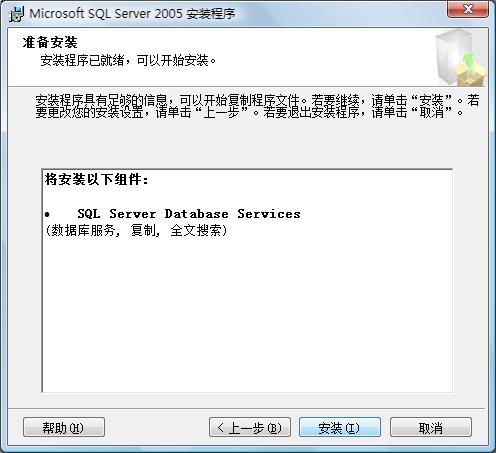 Microsoft SQL Server 2005 安装程序
准备安装
安装程序已就绪，可以开始安装。
安装程序具有足够的信息，可以开始复制程序文件。若要继续，请单击“安装”。若
要更改您的安装设置，请单击“上一步”。若要退出安装程序，请单击“取消”。
将安装以下组件:
• SQL Server Database Services
(数据库服务, 复制, 全文搜索)
帮助(H)
< 上一步(B)
安装(I)
取消